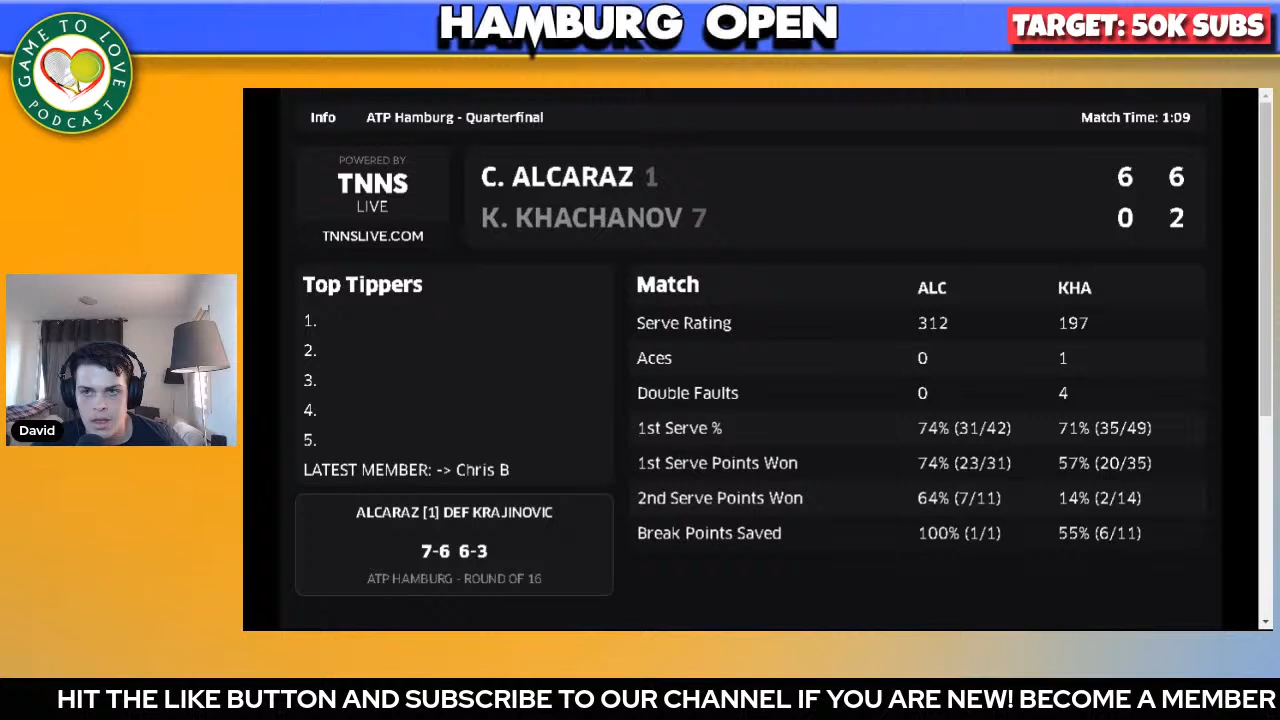 HAMBURG OPEN
TARGET: 50K SUBS
GAME TO LOVE
PODCAST
Info ATP Hamburg - Quarterfinal Match Time: 1:09
POWERED BY
TNNS
LIVE
TNNSLIVE.COM
C. ALCARAZ 1 6 6
K. KHACHANOV 7 0 2
Top Tippers
1.
2.
3.
4.
5.
LATEST MEMBER: -> Chris B
ALCARAZ [1] DEF KRAJINOVIC
7-6 6-3
ATP HAMBURG - ROUND OF 16
Match ALC KHA
Serve Rating 312 197
Aces 0 1
Double Faults 0 4
1st Serve % 74% (31/42) 71% (35/49)
1st Serve Points Won 74% (23/31) 57% (20/35)
2nd Serve Points Won 64% (7/11) 14% (2/14)
Break Points Saved 100% (1/1) 55% (6/11)
David
HIT THE LIKE BUTTON AND SUBSCRIBE TO OUR CHANNEL IF YOU ARE NEW! BECOME A MEMBER